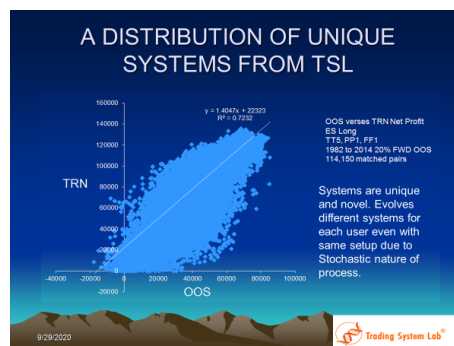 A DISTRIBUTION OF UNIQUE
SYSTEMS FROM TSL
160000
140000
120000
100000
80000
60000
40000
20000
0
-20000
y = 1.4047x + 22323
R² = 0.7232
TRN
-40000 -20000 0 20000 40000 60000 80000 100000
OOS
OOS verses TRN Net Profit
ES Long
TT5, PP1, FF1
1982 to 2014 20% FWD OOS
114,150 matched pairs
Systems are unique
and novel. Evolves
different systems for
each user even with
same setup due to
Stochastic nature of
process.
9/29/2020
Trading System Lab®